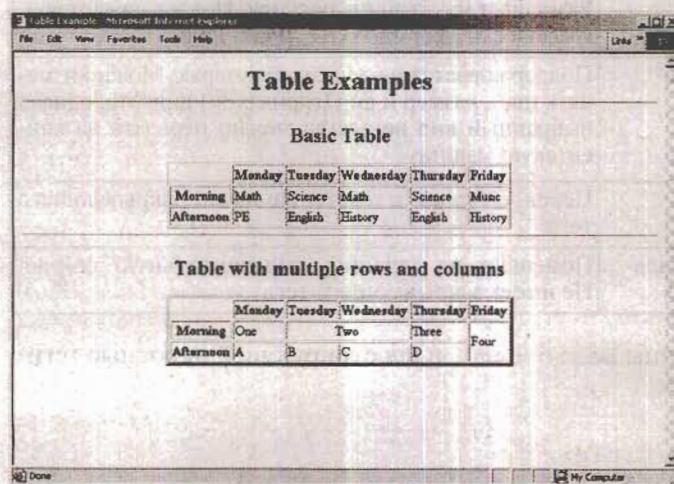 Table Example - Microsoft Internet Explorer
File Edit View Favorites Tools Help
Links »
Table Examples
Basic Table
Monday Tuesday Wednesday Thursday Friday
Morning Math Science Math Science Music
Afternoon PE English History English History
Table with multiple rows and columns
Monday Tuesday Wednesday Thursday Friday
Morning One Two Three Four
Afternoon A B C D
Done
My Computer